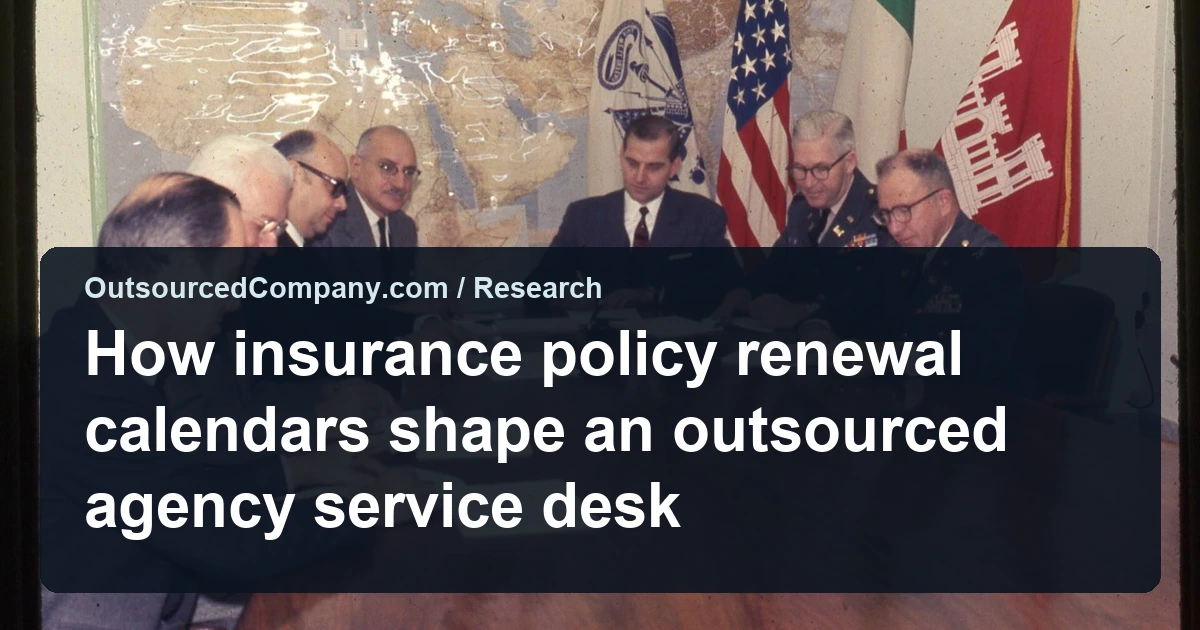 OutsourcedCompany.com / Research
How insurance policy renewal
calendars shape an outsourced
agency service desk